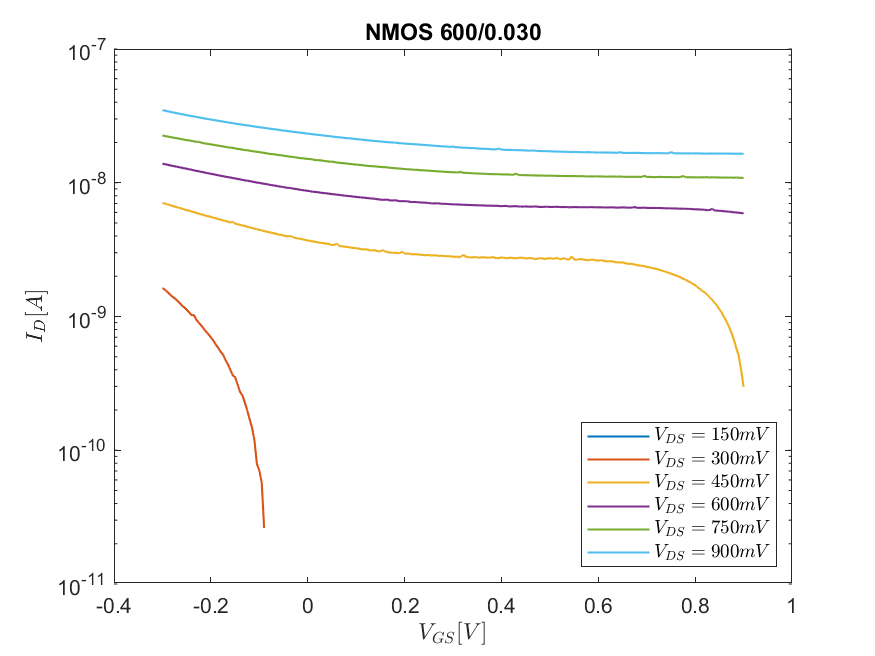 NMOS 600/0.030
10^-7
10^-8
10^-9
10^-10
10^-11
I_D[A]
-0.4 -0.2 0 0.2 0.4 0.6 0.8 1
V_GS[V]
V_DS = 150mV
V_DS = 300mV
V_DS = 450mV
V_DS = 600mV
V_DS = 750mV
V_DS = 900mV